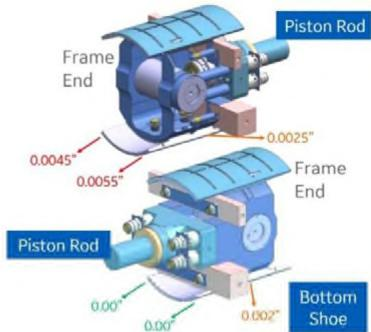 Piston Rod
Frame
End
0.0025"
0.0045"
0.0055"
Frame
End
Piston Rod
0.00"
0.00"
0.002"
Bottom
Shoe